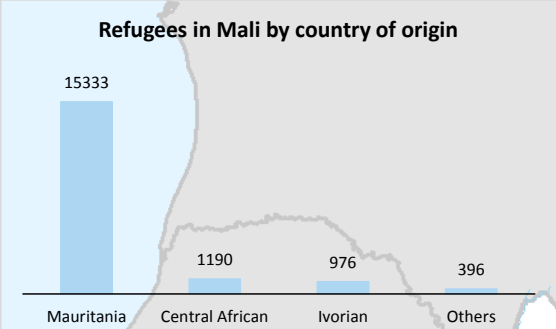 Refugees in Mali by country of origin
15333
1190
976
396
Mauritania Central African Ivorian Others